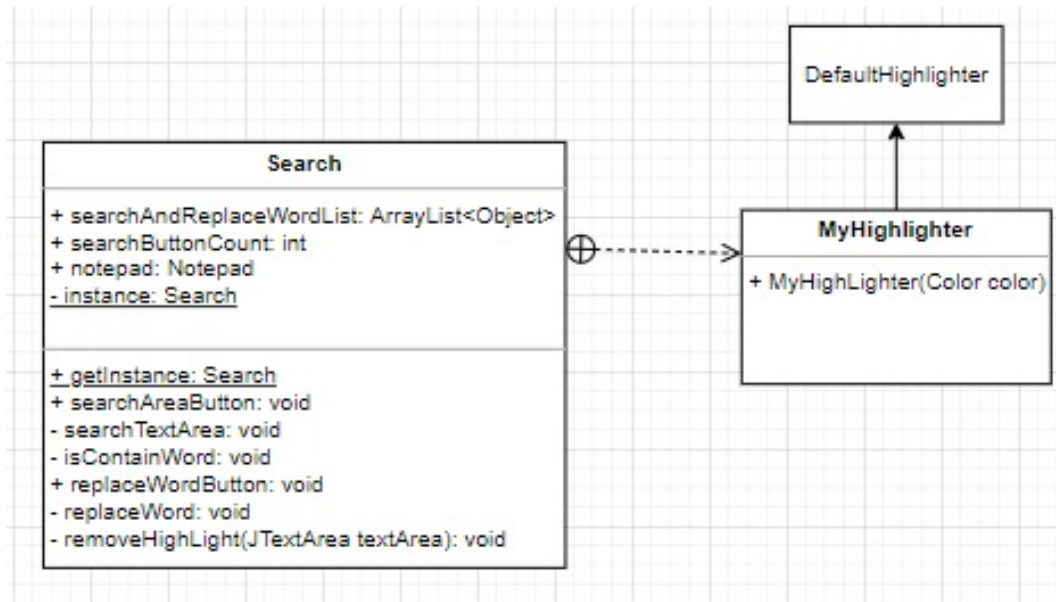 DefaultHighlighter
Search
+ searchAndReplaceWordList: ArrayList<Object>
+ searchButtonCount: int
+ notepad: Notepad
- instance: Search
+ getInstance: Search
+ searchAreaButton: void
- searchTextArea: void
- isContainWord: void
+ replaceWordButton: void
- replaceWord: void
- removeHighLight(JTextArea textArea): void
MyHighlighter
+ MyHighLighter(Color color)